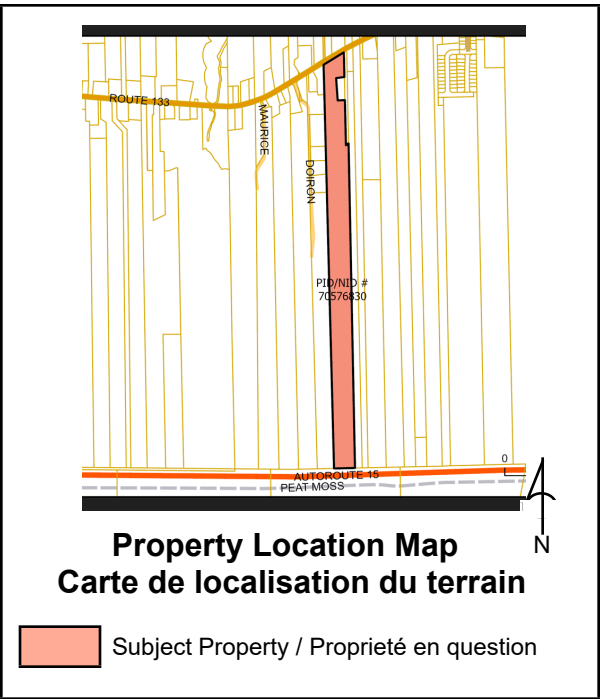 ROUTE 133
MAURICE
DOIRON
PID/NID #
70576830
0
AUTOROUTE 15
PEAT MOSS
N
Property Location Map
Carte de localisation du terrain
Subject Property / Proprieté en question